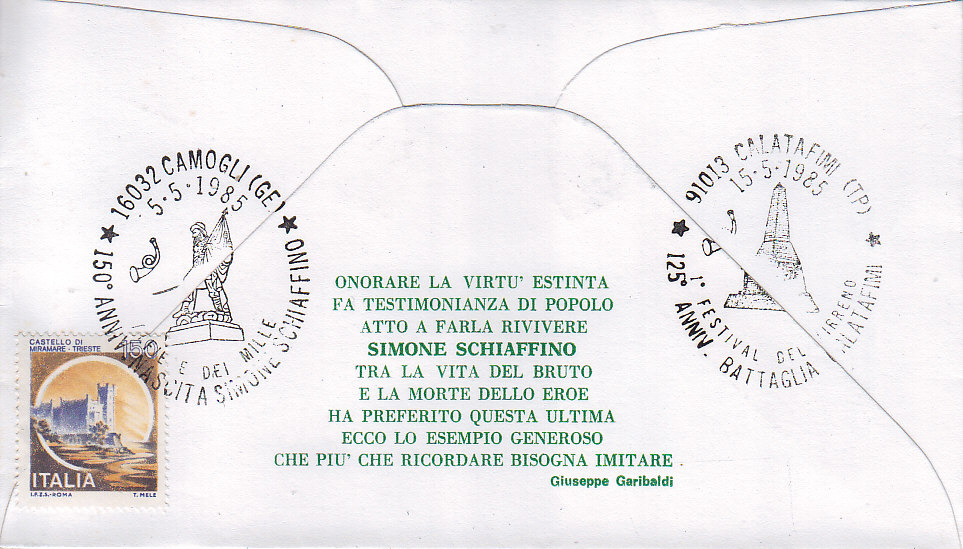 16032 CAMOGLI (GE)
5-5-1985
150° ANNIV. NASCITA SIMONE SCHIAFFINO
EROE DEI MILLE
91013 CALATAFIMI (TP)
15-5-1985
1° FESTIVAL DEL TIRRENO
125° ANNIV. BATTAGLIA CALATAFIMI
ONORARE LA VIRTU' ESTINTA
FA TESTIMONIANZA DI POPOLO
ATTO A FARLA RIVIVERE
SIMONE SCHIAFFINO
TRA LA VITA DEL BRUTO
E LA MORTE DELLO EROE
HA PREFERITO QUESTA ULTIMA
ECCO LO ESEMPIO GENEROSO
CHE PIU' CHE RICORDARE BISOGNA IMITARE.
Giuseppe Garibaldi
CASTELLO DI
MIRAMARE - TRIESTE
150
ITALIA
I.P.Z.S. - ROMA T. MELE